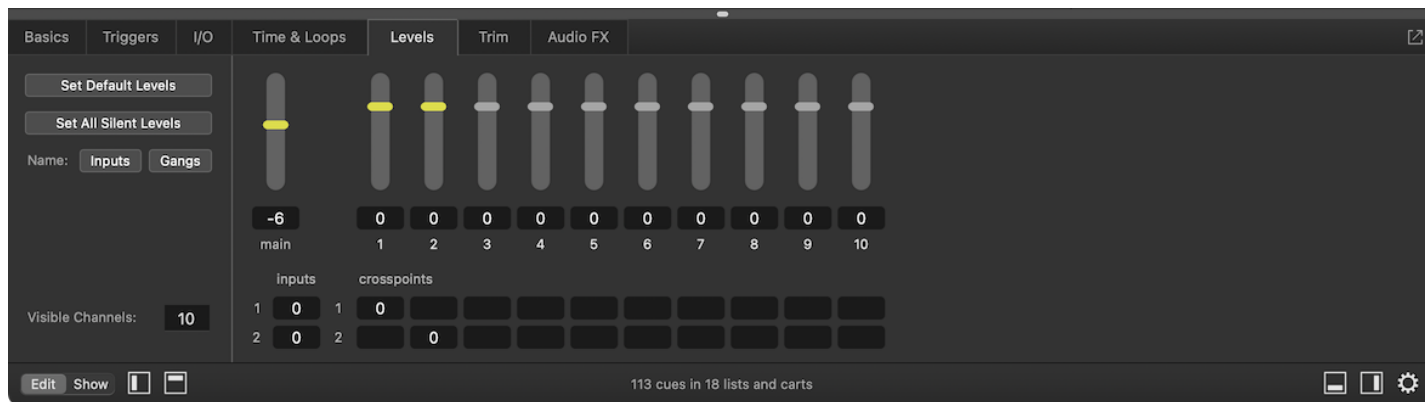 Basics Triggers I/O Time & Loops Levels Trim Audio FX
Set Default Levels
Set All Silent Levels
Name: Inputs Gangs
-6 0 0 0 0 0 0 0 0 0 0
main 1 2 3 4 5 6 7 8 9 10
inputs crosspoints
1 0 1 0
2 0 2 0
Visible Channels: 10
Edit Show 113 cues in 18 lists and carts